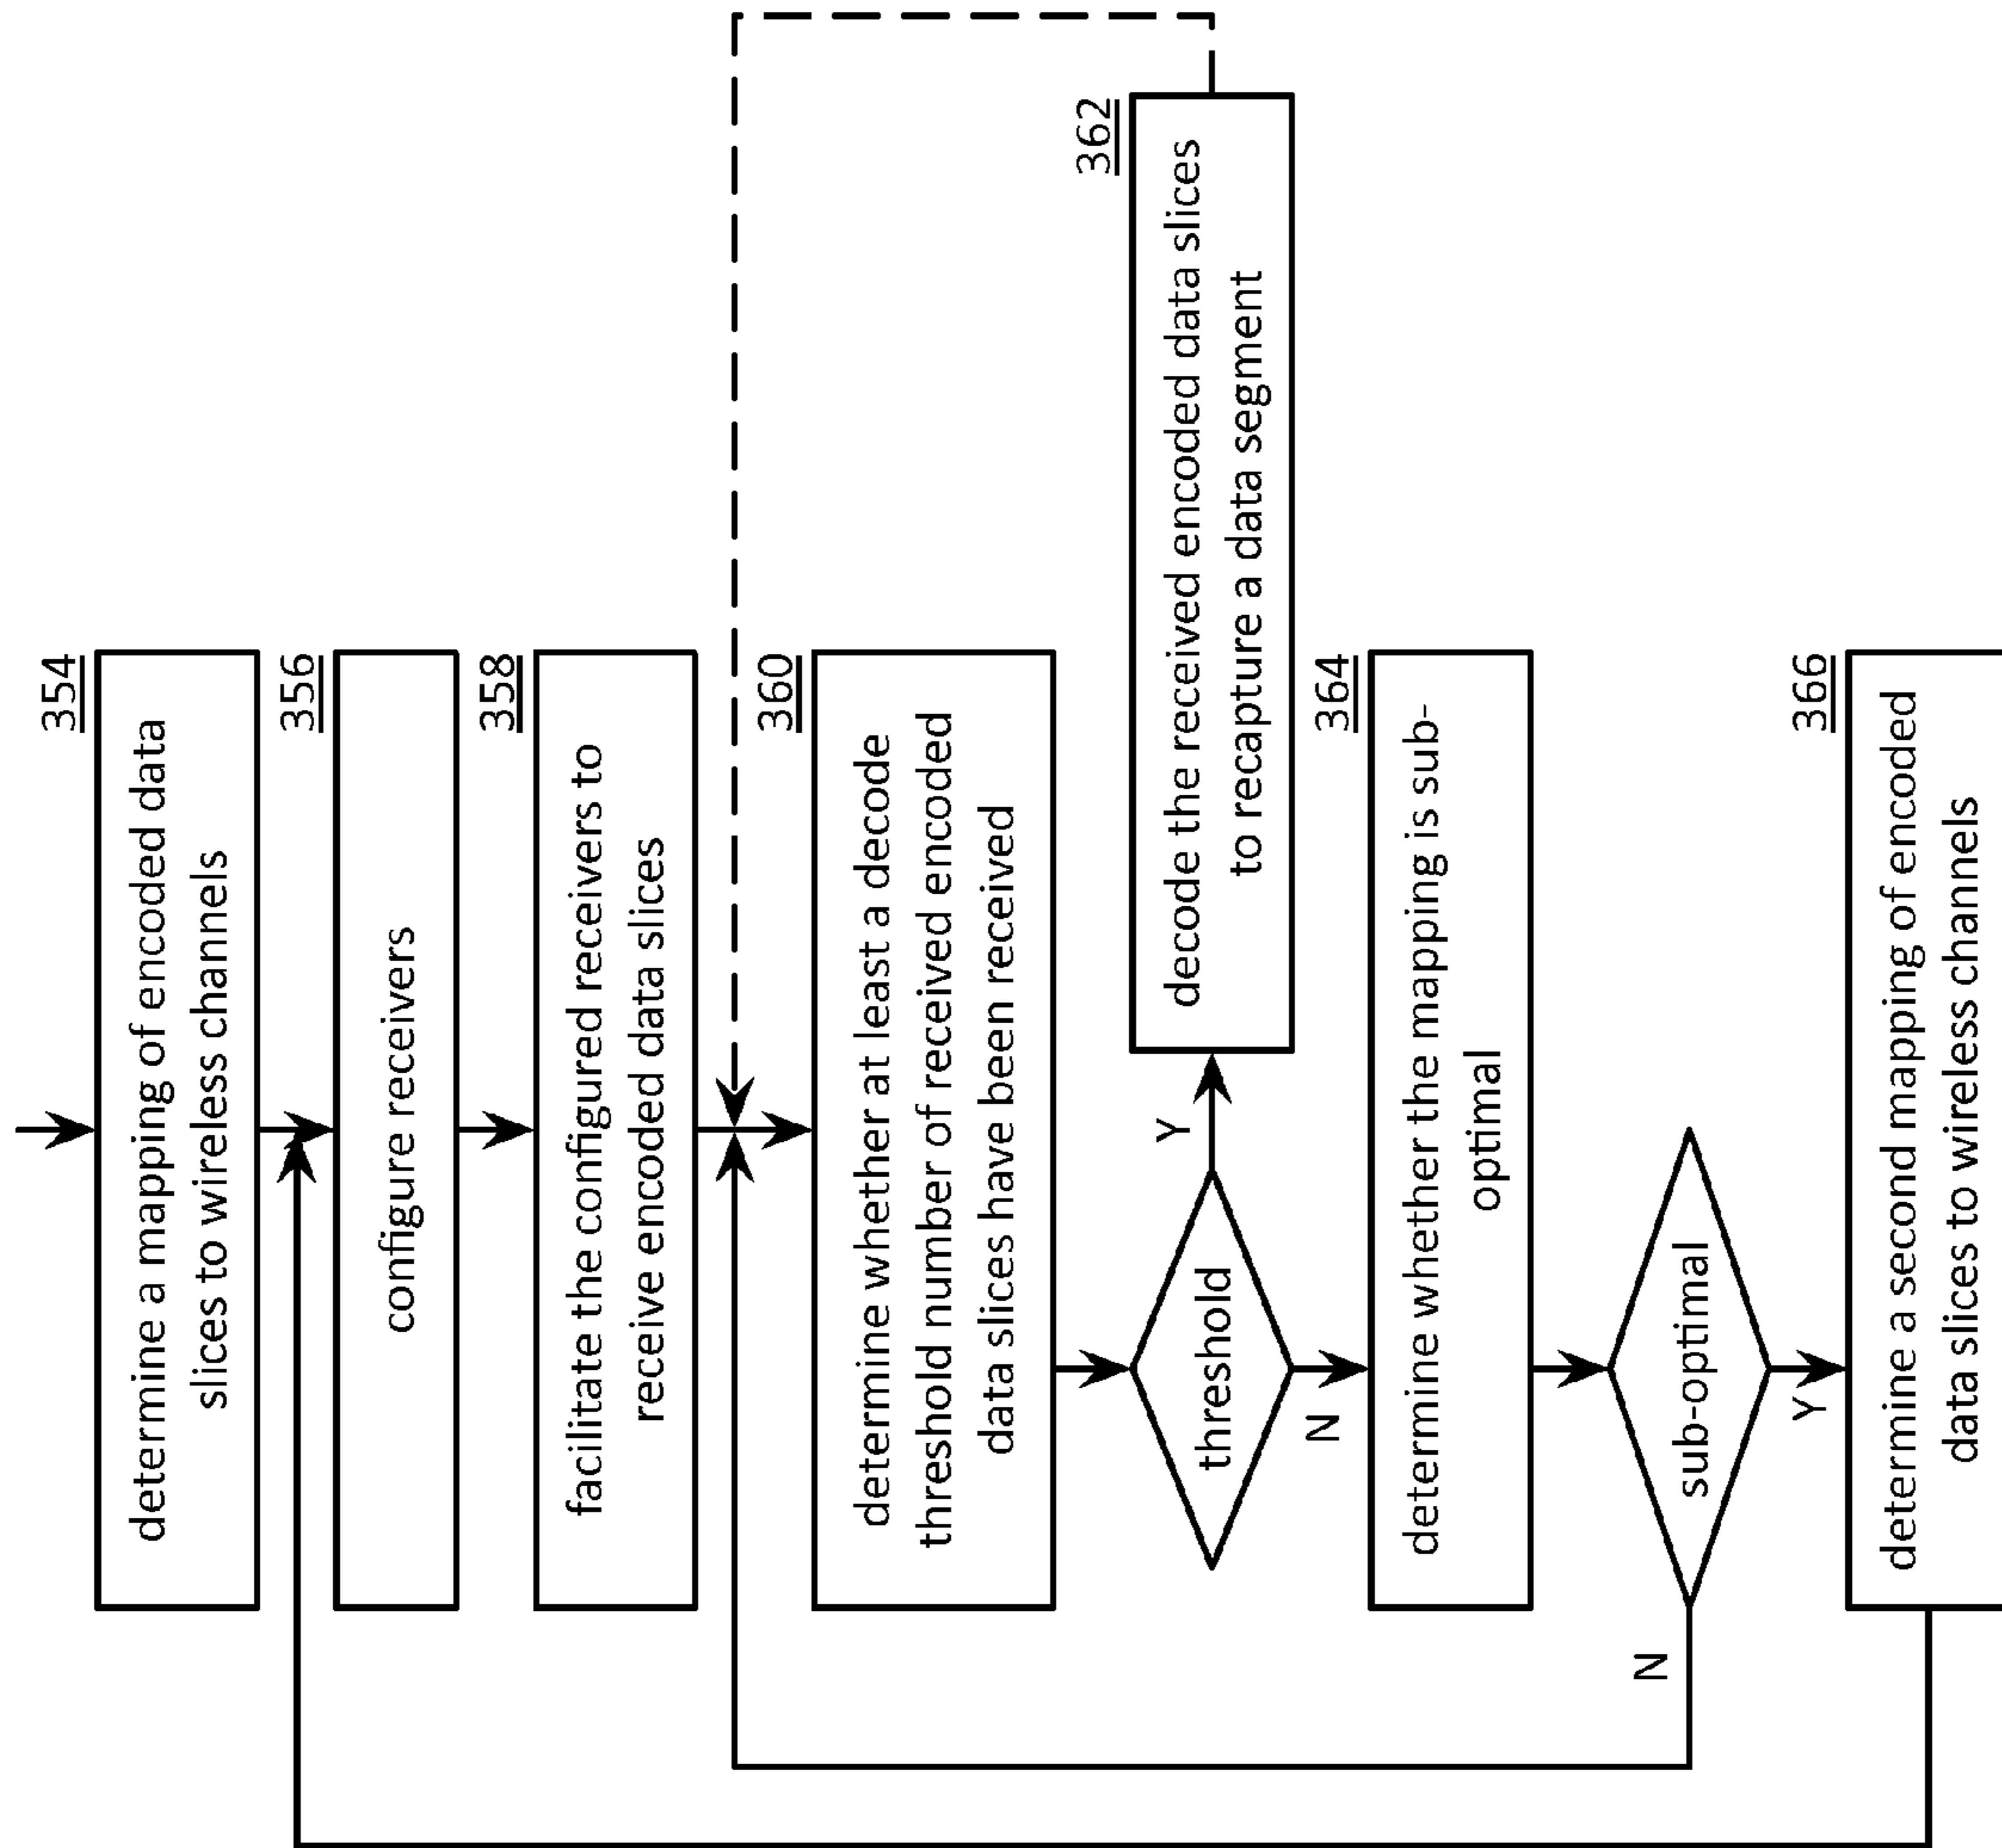 354
determine a mapping of encoded data
slices to wireless channels
356
configure receivers
358
facilitate the configured receivers to
receive encoded data slices
360
determine whether at least a decode
threshold number of received encoded
data slices have been received
threshold
Y
N
362
decode the received encoded data slices
to recapture a data segment
364
determine whether the mapping is sub-
optimal
sub-optimal
N
Y
366
determine a second mapping of encoded
data slices to wireless channels